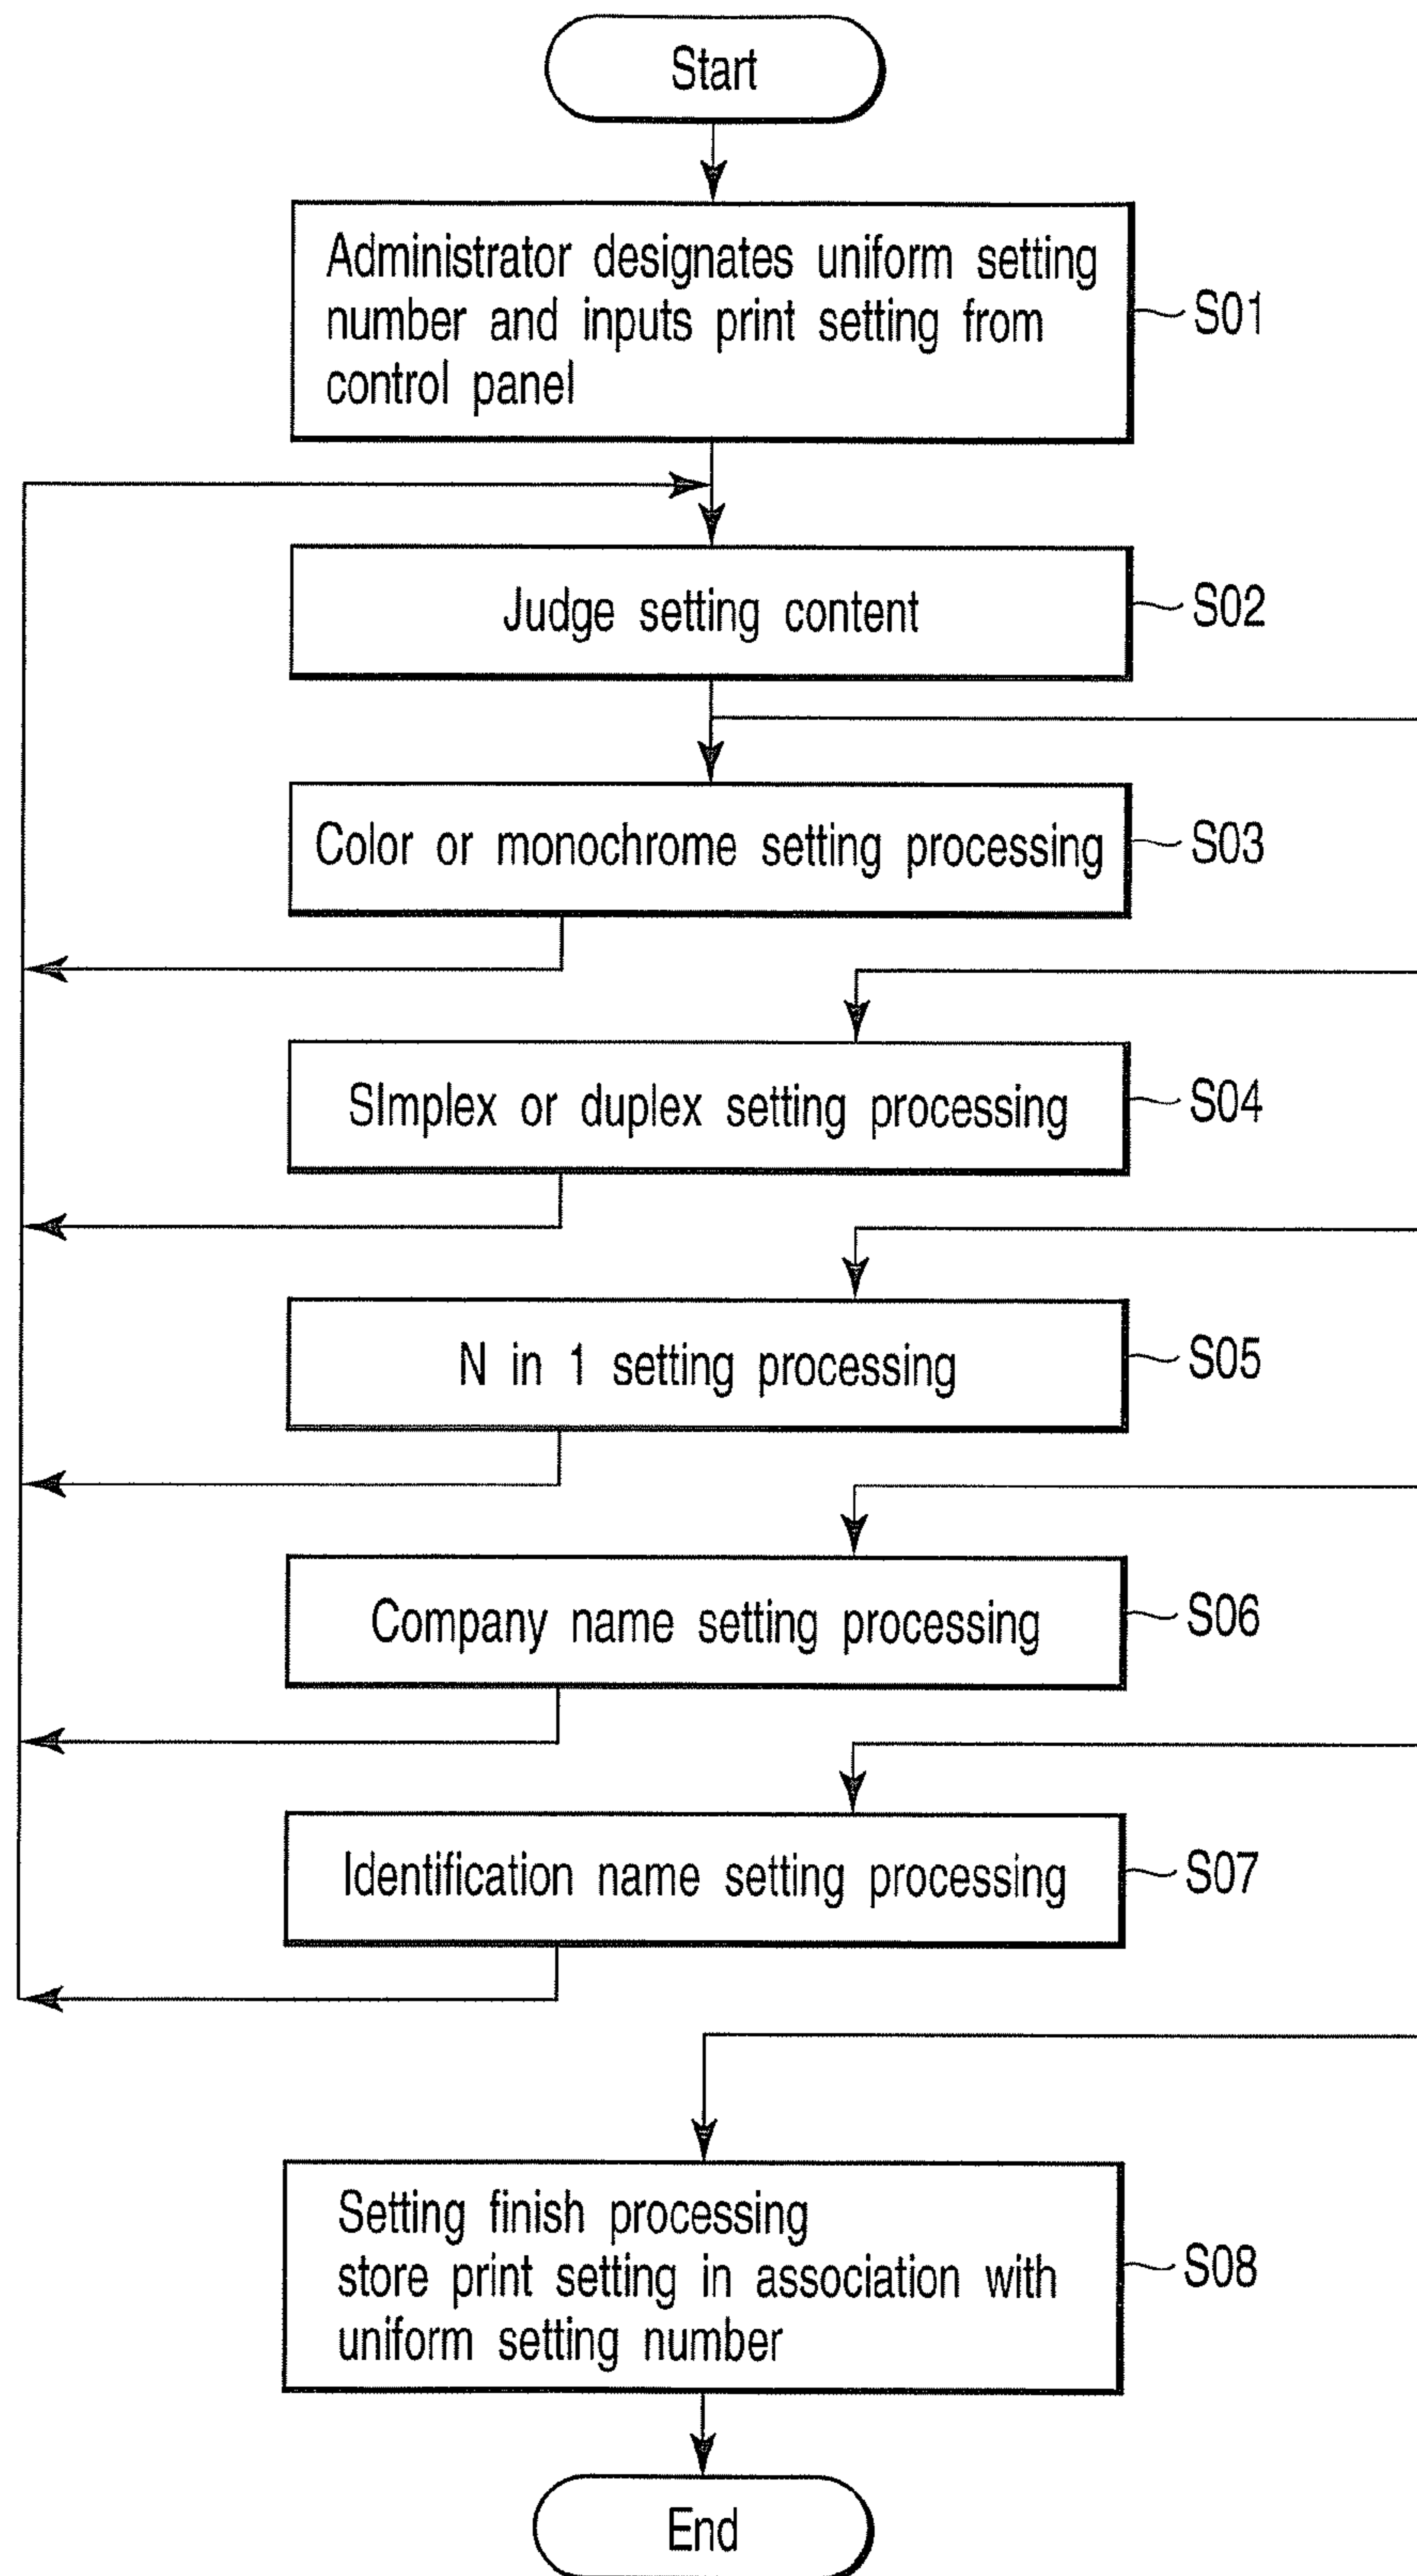 Start
Administrator designates uniform setting
number and inputs print setting from
control panel
S01
Judge setting content
S02
Color or monochrome setting processing
S03
SImplex or duplex setting processing
S04
N in 1 setting processing
S05
Company name setting processing
S06
Identification name setting processing
S07
Setting finish processing
store print setting in association with
uniform setting number
S08
End